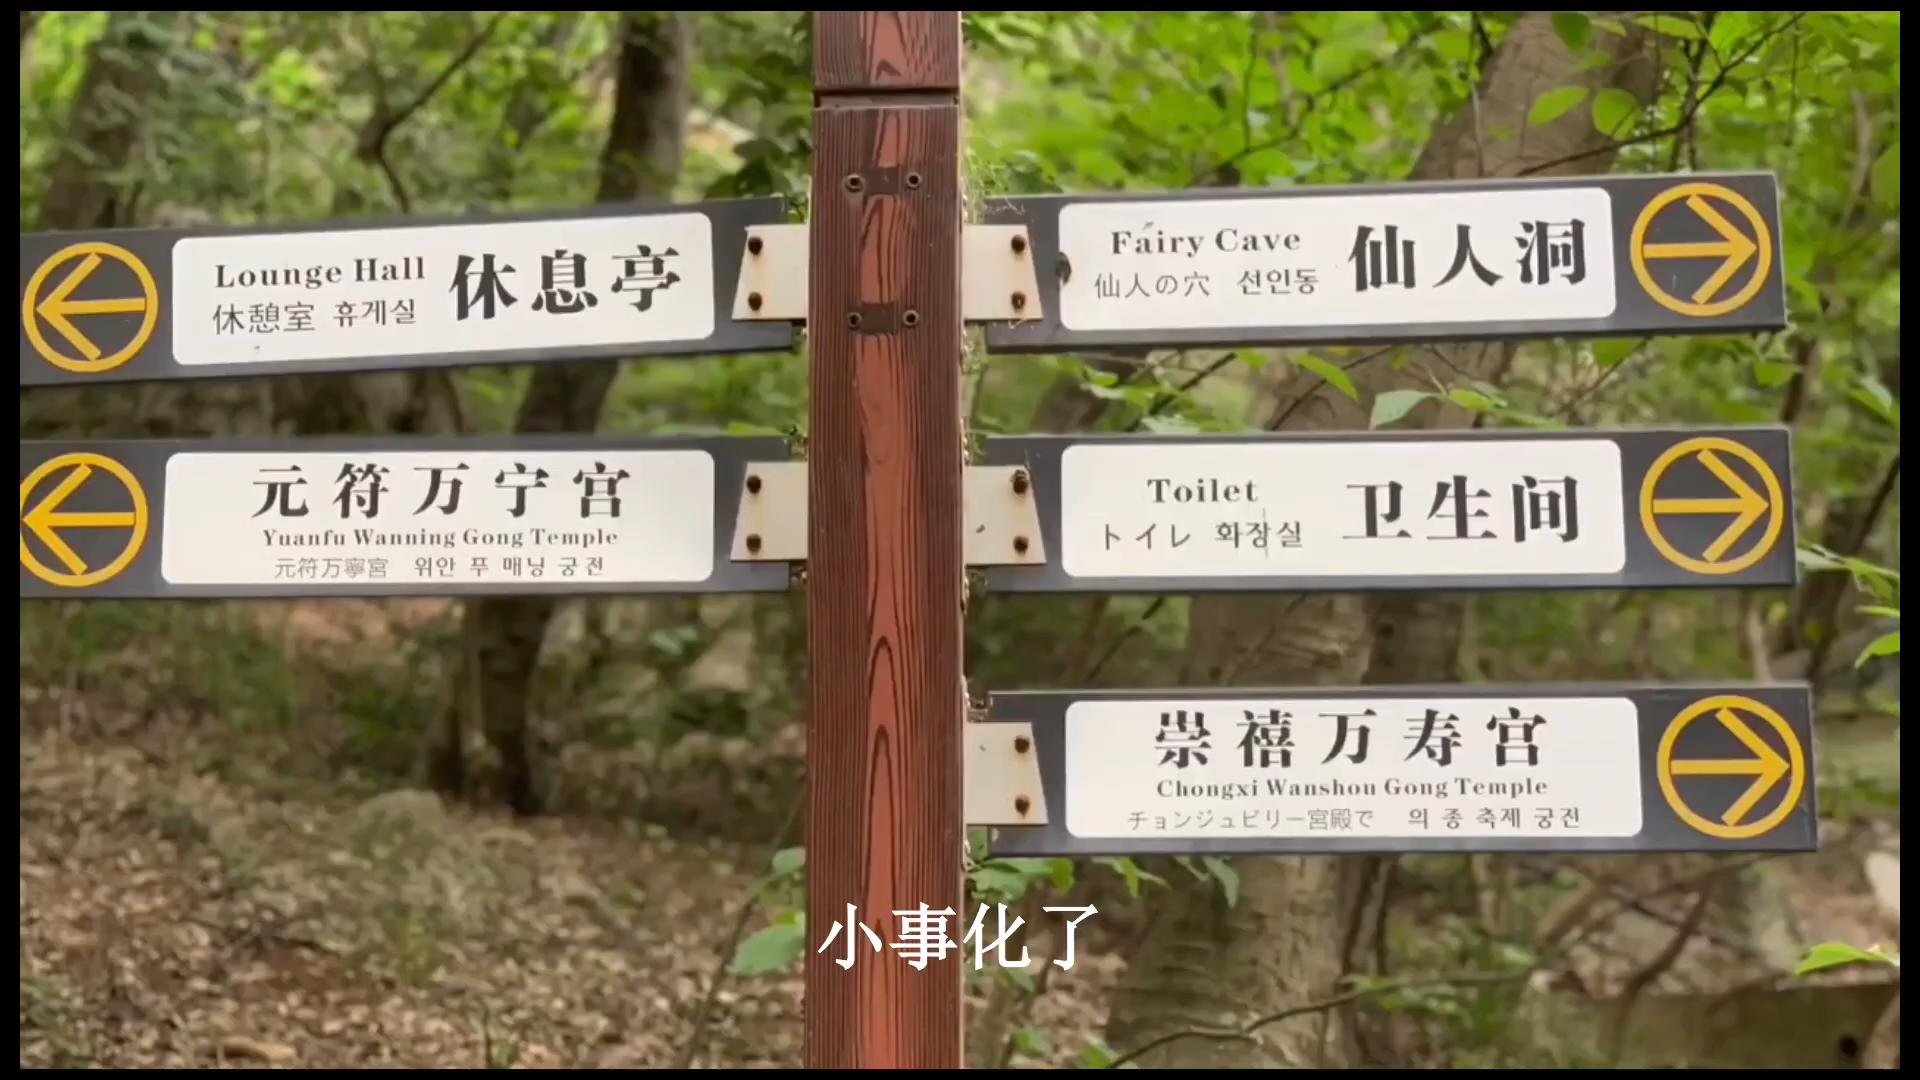 Lounge Hall 休息亭
休憩室 휴게실
元符万宁宫
Yuanfu Wanning Gong Temple
元符万寧宮 위안 푸 매닝 궁전
Fairy Cave 仙人洞
仙人の穴 선인동
Toilet 卫生间
トイレ 화장실
崇禧万寿宫
Chongxi Wanshou Gong Temple
チョンジュビリー宮殿で 의 종 축제 궁전
小事化了